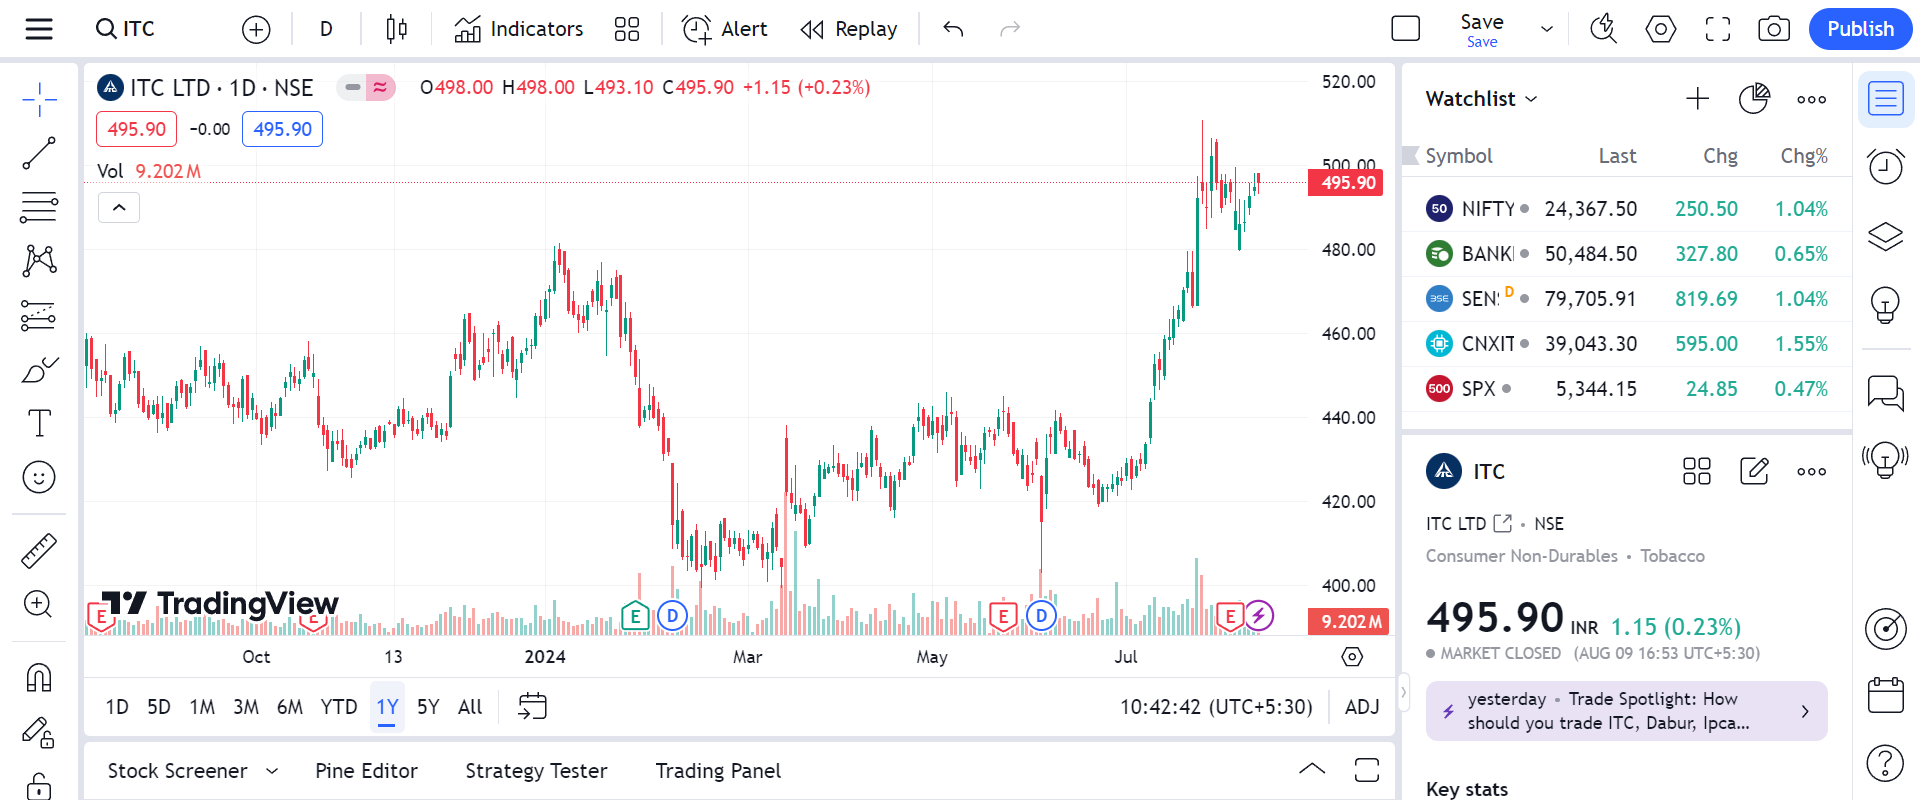 ITC
D
Indicators
Alert
Replay
Save
Save
Publish
ITC LTD · 1D · NSE
O498.00 H498.00 L493.10 C495.90 +1.15 (+0.23%)
495.90 −0.00 495.90
Vol 9.202M
520.00
500.00
495.90
480.00
460.00
440.00
420.00
400.00
9.202M
TradingView
E E E D E D E
Oct 13 2024 Mar May Jul
1D 5D 1M 3M 6M YTD 1Y 5Y All
10:42:42 (UTC+5:30) ADJ
Stock Screener Pine Editor Strategy Tester Trading Panel
Watchlist
Symbol Last Chg Chg%
50 NIFTY 24,367.50 250.50 1.04%
BANK 50,484.50 327.80 0.65%
BSE SEN D 79,705.91 819.69 1.04%
CNXIT 39,043.30 595.00 1.55%
500 SPX 5,344.15 24.85 0.47%
ITC
ITC LTD • NSE
Consumer Non-Durables • Tobacco
495.90 INR 1.15 (0.23%)
MARKET CLOSED (AUG 09 16:53 UTC+5:30)
yesterday • Trade Spotlight: How
should you trade ITC, Dabur, Ipca...
Key stats